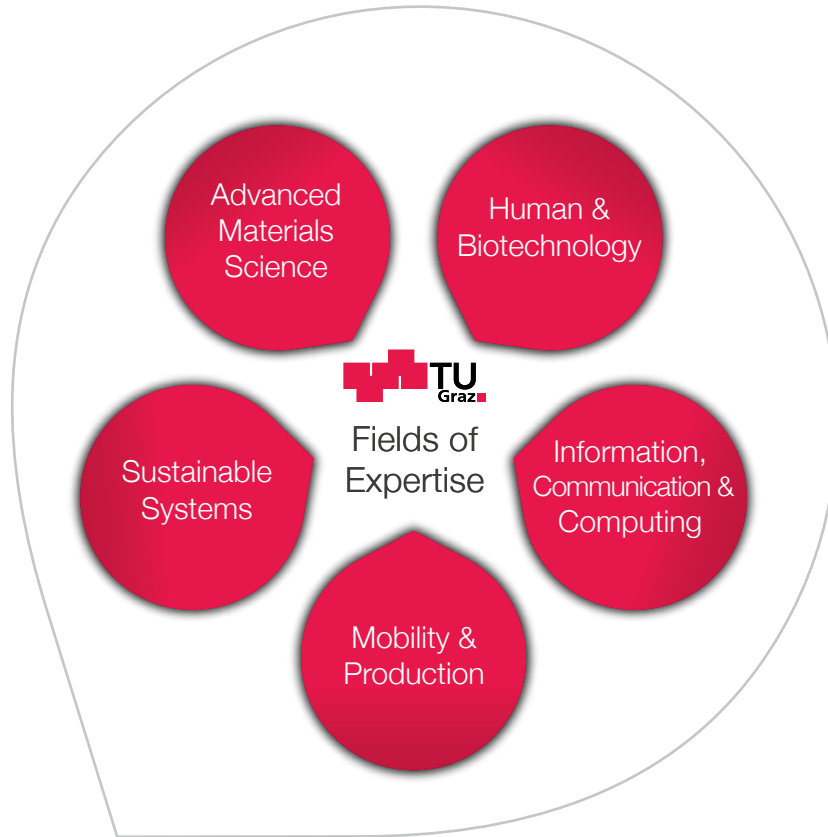 Advanced
Materials
Science
Human &
Biotechnology
TU
Graz
Fields of
Expertise
Sustainable
Systems
Information,
Communication &
Computing
Mobility &
Production